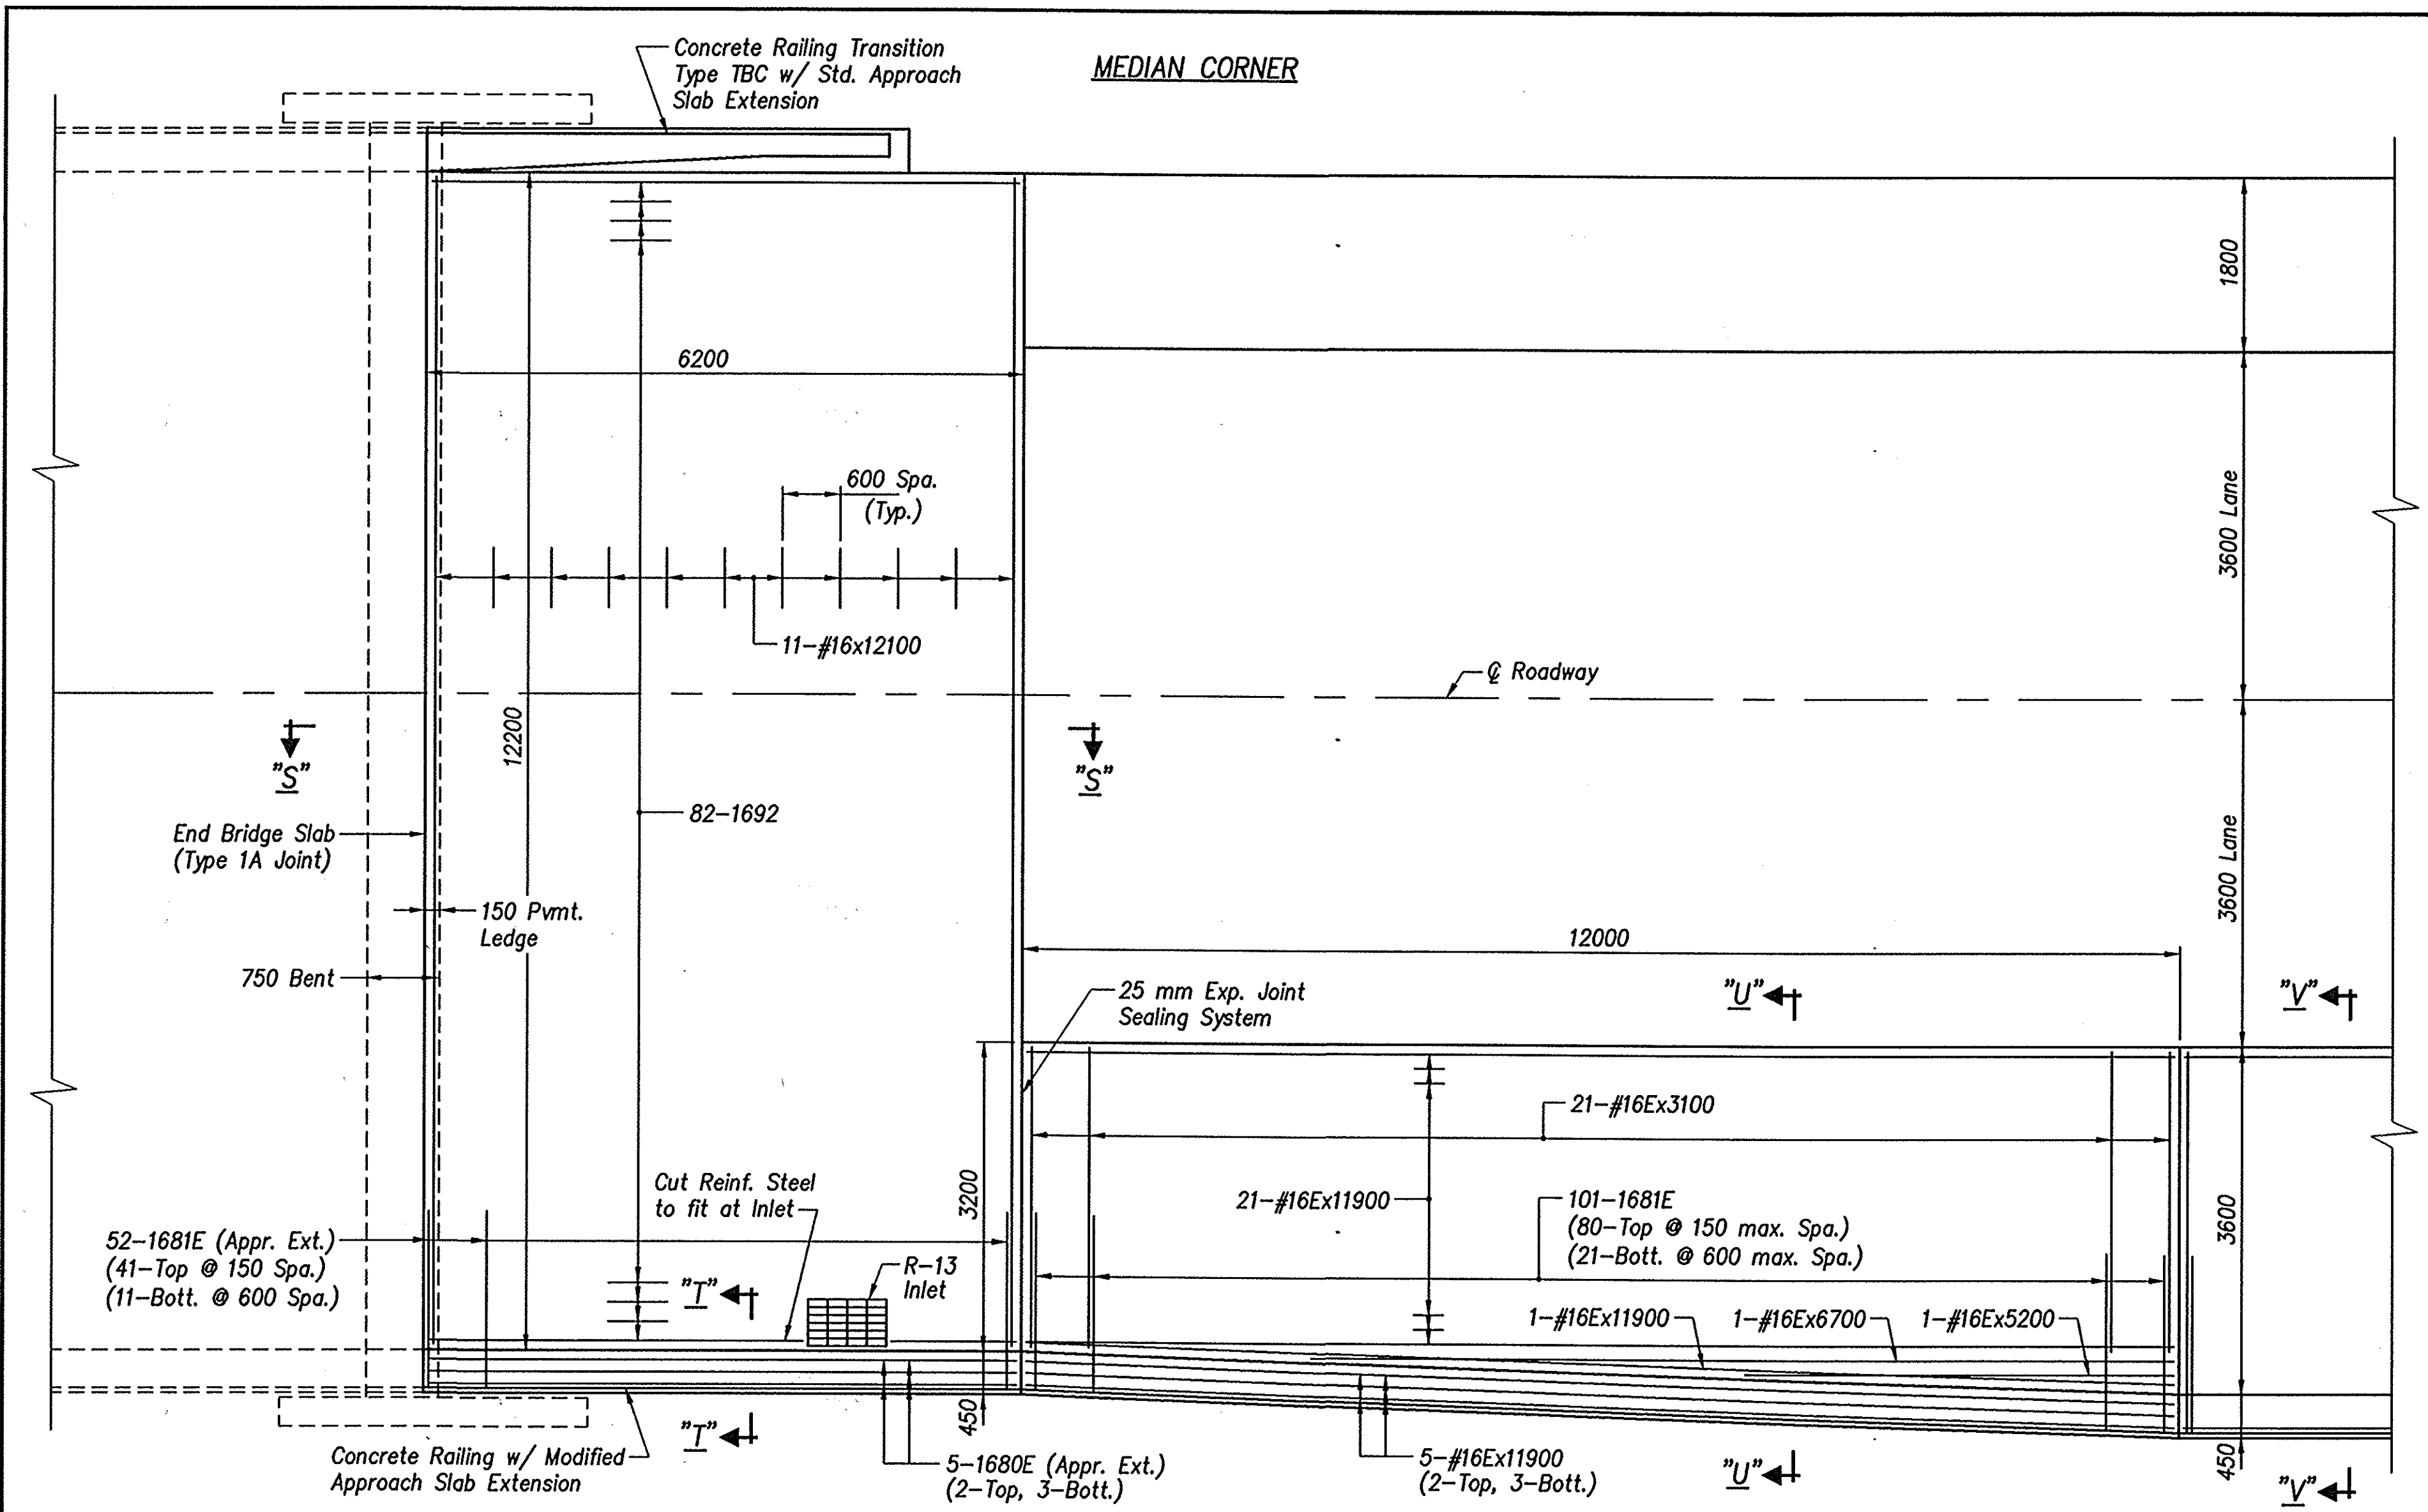 MEDIAN CORNER
Concrete Railing Transition
Type TBC w/ Std. Approach
Slab Extension
1800
6200
600 Spa.
(Typ.)
3600 Lane
11-#16x12100
℄ Roadway
12200
"S"
"S"
82-1692
End Bridge Slab
(Type 1A Joint)
3600 Lane
150 Pvmt.
Ledge
12000
750 Bent
25 mm Exp. Joint
Sealing System
"U"
"V"
21-#16Ex3100
Cut Reinf. Steel
to fit at Inlet
3200
21-#16Ex11900
101-1681E
(80-Top @ 150 max. Spa.)
(21-Bott. @ 600 max. Spa.)
3600
52-1681E (Appr. Ext.)
(41-Top @ 150 Spa.)
(11-Bott. @ 600 Spa.)
"T"
R-13
Inlet
1-#16Ex11900
1-#16Ex6700
1-#16Ex5200
450
"T"
Concrete Railing w/ Modified
Approach Slab Extension
5-1680E (Appr. Ext.)
(2-Top, 3-Bott.)
5-#16Ex11900
(2-Top, 3-Bott.)
"U"
450
"V"